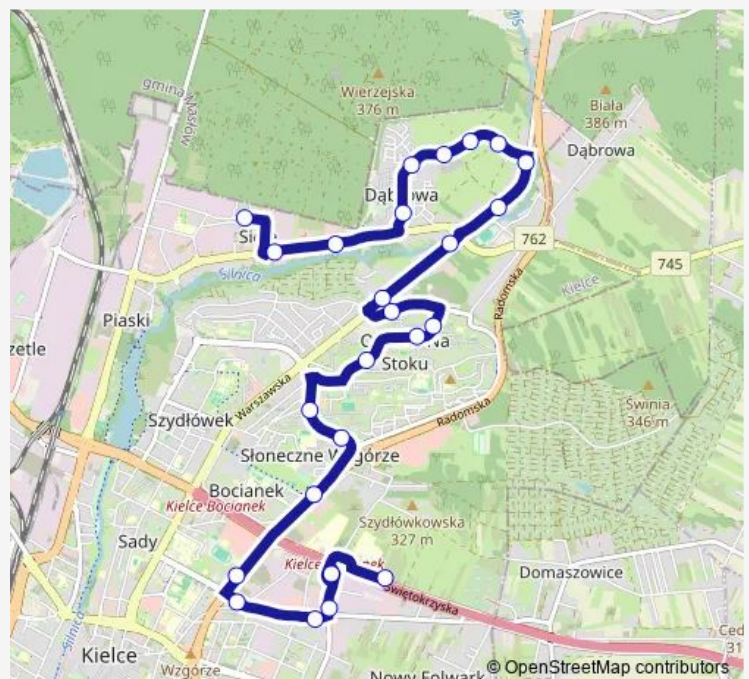 gmina Masłów
Wierzejska
376 m
Biała
386 m
Dąbrowa
Dąbrowa
Silnica
762
745
Kielce
Radomska
Piaski
Na
Stoku
Warszawska
Szydłówek
Radomska
Świnia
346 m
Słoneczne Wzgórze
Bocianek
Kielce Bocianek
Szydłówkowska
327 m
Sady
Kielce
Świętokrzyska
Domaszowice
Silnica
Kielce
Wzgórze
Nowy Folwark
© OpenStreetMap contributors